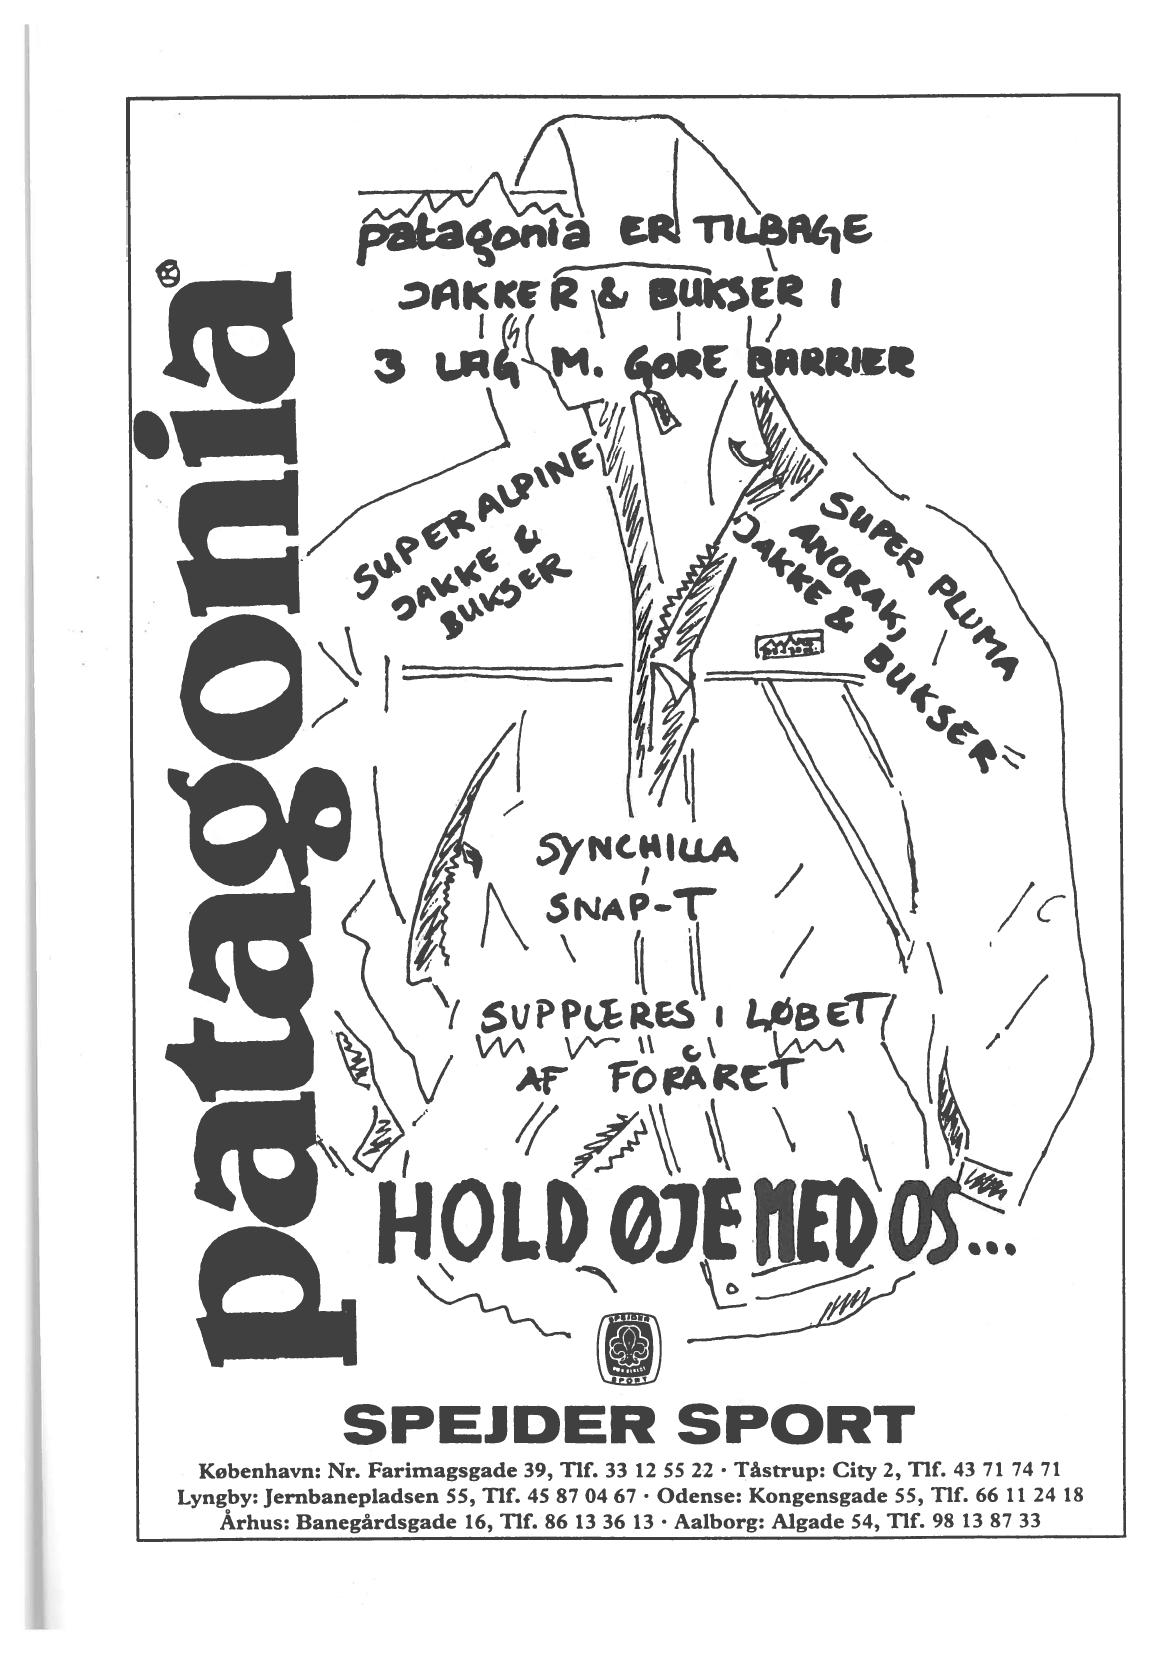 patagonia®
patagonia ER TILBAGE
JAKKER & BUKSER I
3 LAG M. GORE BARRIER
SUPER ALPINE
JAKKE &
BUKSER
SUPER PLUMA
ANORAK,
JAKKE & BUKSER
SYNCHILLA
SNAP-T
SUPPLERES I LØBET
AF FORÅRET
HOLD ØJE MED OS...
SPEJDER
SPORT
SPEJDER SPORT
København: Nr. Farimagsgade 39, Tlf. 33 12 55 22 · Tåstrup: City 2, Tlf. 43 71 74 71
Lyngby: Jernbanepladsen 55, Tlf. 45 87 04 67 · Odense: Kongensgade 55, Tlf. 66 11 24 18
Århus: Banegårdsgade 16, Tlf. 86 13 36 13 · Aalborg: Algade 54, Tlf. 98 13 87 33